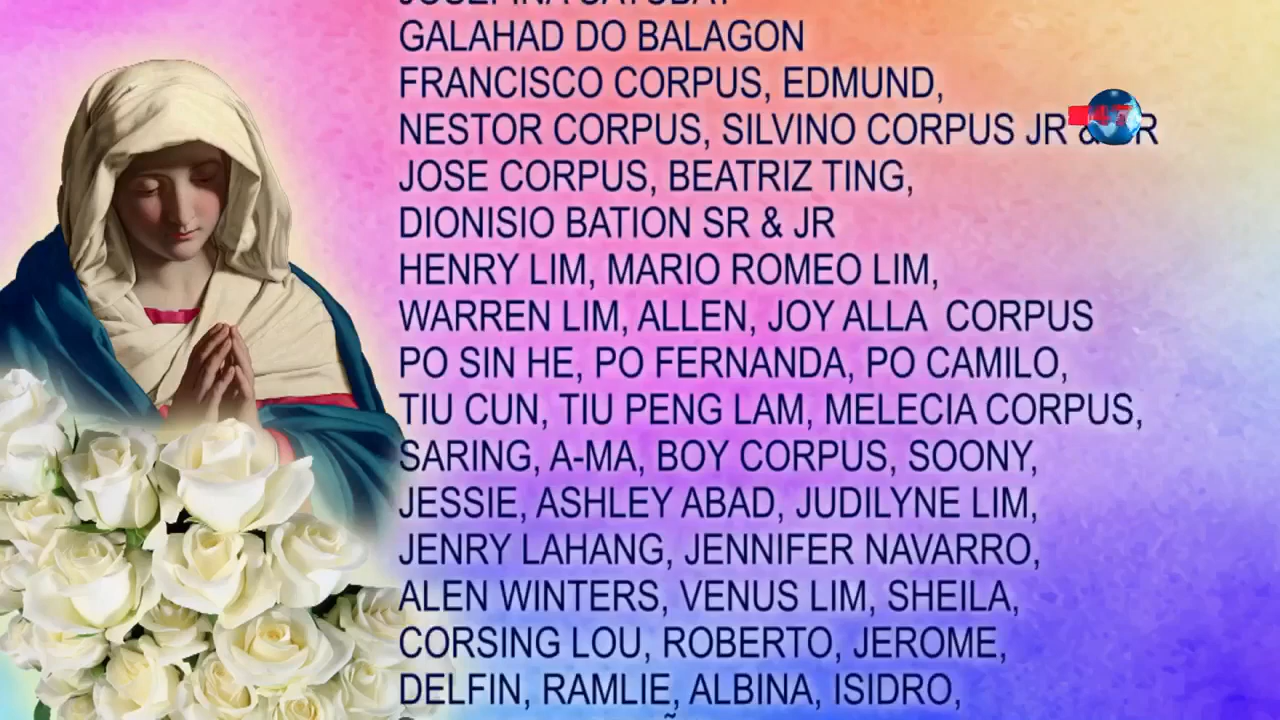 GALAHAD DO BALAGON
FRANCISCO CORPUS, EDMUND,
NESTOR CORPUS, SILVINO CORPUS JR & SR
JOSE CORPUS, BEATRIZ TING,
DIONISIO BATION SR & JR
HENRY LIM, MARIO ROMEO LIM,
WARREN LIM, ALLEN, JOY ALLA CORPUS
PO SIN HE, PO FERNANDA, PO CAMILO,
TIU CUN, TIU PENG LAM, MELECIA CORPUS,
SARING, A-MA, BOY CORPUS, SOONY,
JESSIE, ASHLEY ABAD, JUDILYNE LIM,
JENRY LAHANG, JENNIFER NAVARRO,
ALEN WINTERS, VENUS LIM, SHEILA,
CORSING LOU, ROBERTO, JEROME,
DELFIN, RAMLIE, ALBINA, ISIDRO,
47